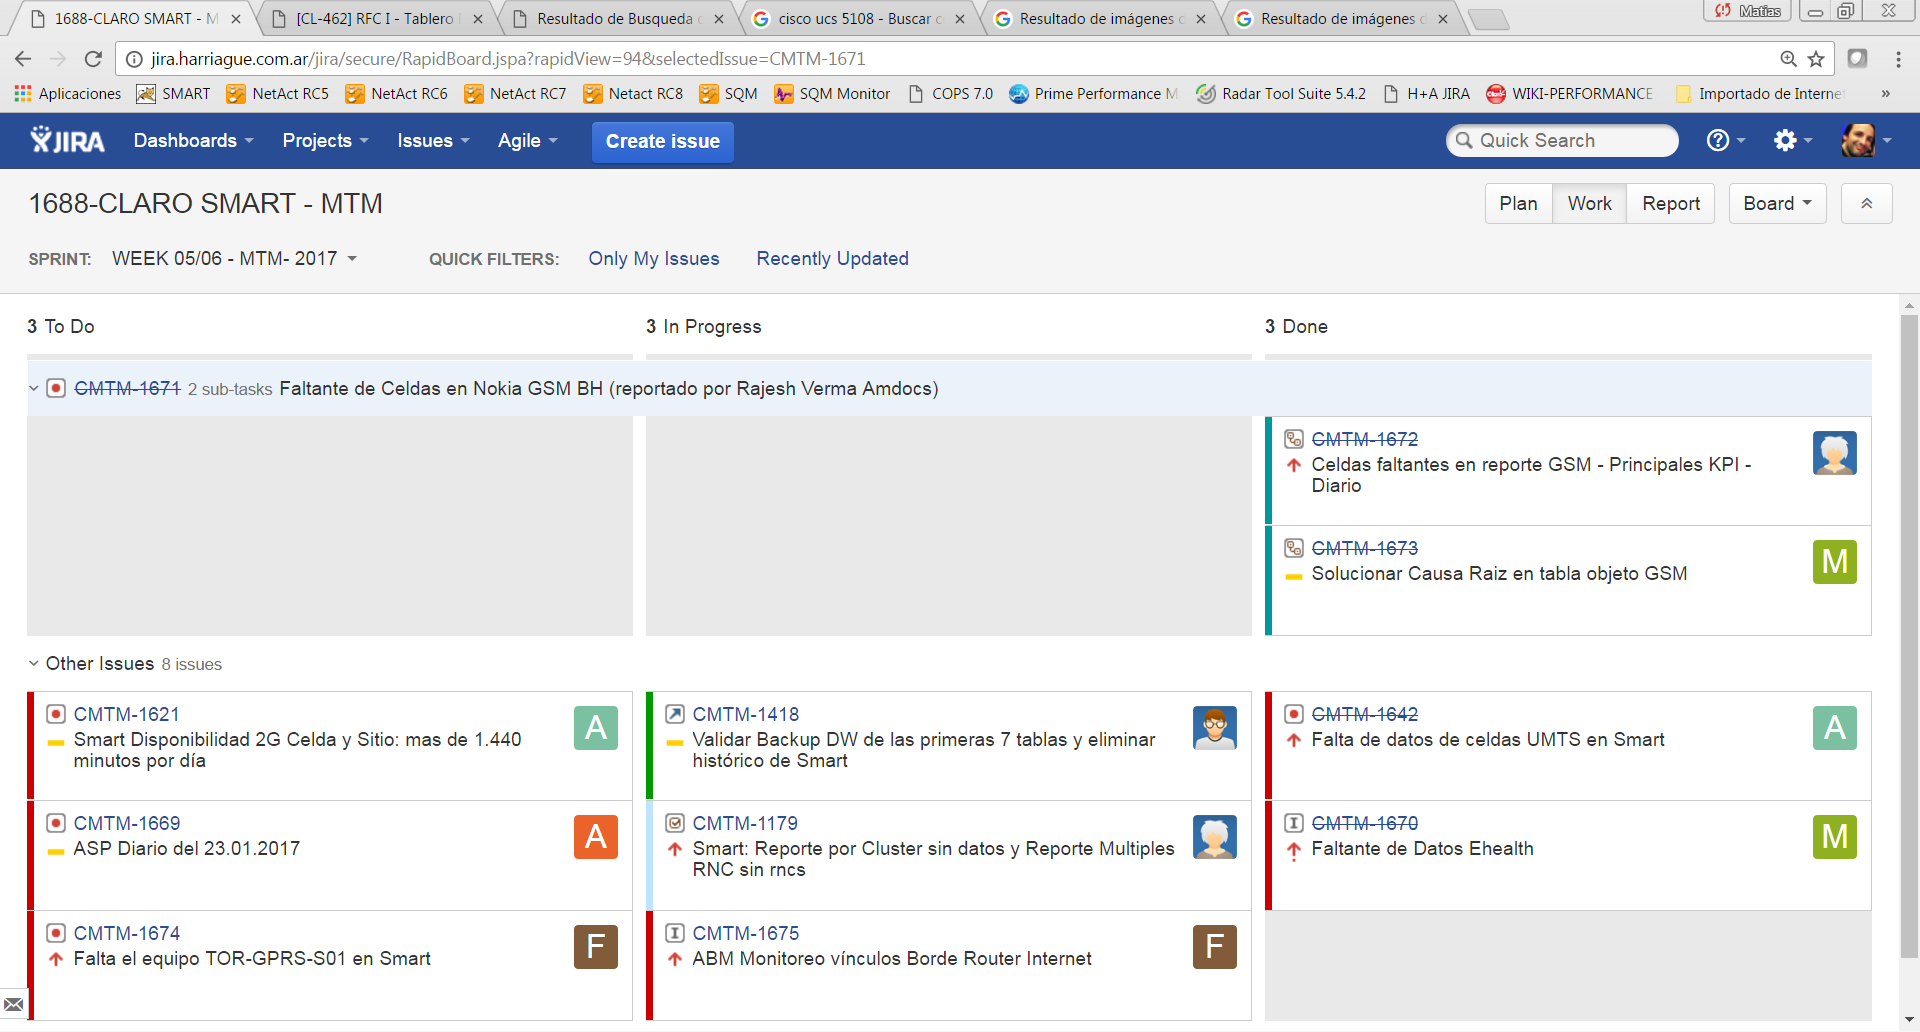 1688-CLARO SMART - M
[CL-462] RFC I - Tablero
Resultado de Busqueda
cisco ucs 5108 - Buscar
Resultado de imágenes
Resultado de imágenes
Matias
jira.harriague.com.ar/jira/secure/RapidBoard.jspa?rapidView=94&selectedIssue=CMTM-1671
Aplicaciones SMART NetAct RC5 NetAct RC6 NetAct RC7 Netact RC8 SQM SQM Monitor COPS 7.0 Prime Performance M Radar Tool Suite 5.4.2 H+A JIRA WIKI-PERFORMANCE Importado de Interne »
JIRA Dashboards Projects Issues Agile Create issue Quick Search
1688-CLARO SMART - MTM
Plan Work Report Board
SPRINT: WEEK 05/06 - MTM- 2017 QUICK FILTERS: Only My Issues Recently Updated
3 To Do
3 In Progress
3 Done
CMTM-1671 2 sub-tasks Faltante de Celdas en Nokia GSM BH (reportado por Rajesh Verma Amdocs)
CMTM-1672
Celdas faltantes en reporte GSM - Principales KPI -
Diario
CMTM-1673
Solucionar Causa Raiz en tabla objeto GSM
M
Other Issues 8 issues
CMTM-1621
Smart Disponibilidad 2G Celda y Sitio: mas de 1.440
minutos por día
A
CMTM-1669
ASP Diario del 23.01.2017
A
CMTM-1674
Falta el equipo TOR-GPRS-S01 en Smart
F
CMTM-1418
Validar Backup DW de las primeras 7 tablas y eliminar
histórico de Smart
CMTM-1179
Smart: Reporte por Cluster sin datos y Reporte Multiples
RNC sin rncs
CMTM-1675
ABM Monitoreo vínculos Borde Router Internet
F
CMTM-1642
Falta de datos de celdas UMTS en Smart
A
CMTM-1670
Faltante de Datos Ehealth
M